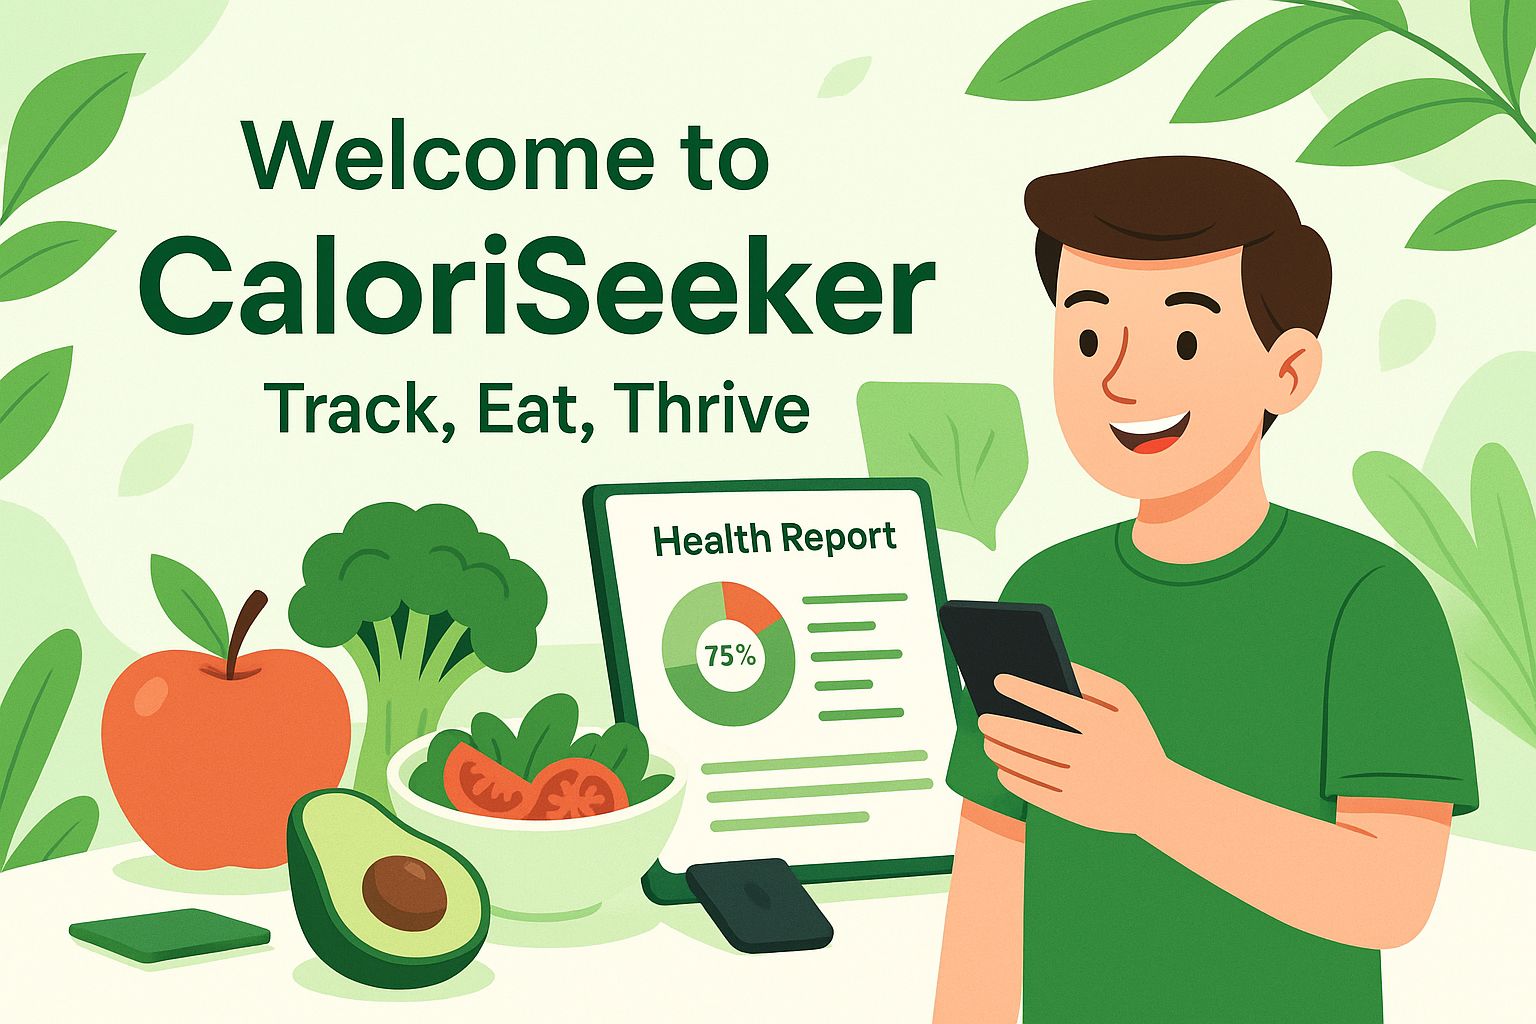 Welcome to
CaloriSeeker
Track, Eat, Thrive
Health Report
75%